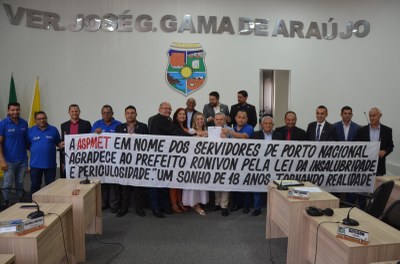 VER. JOSÉ G. GAMA DE ARAÚJO
A ASPMET EM NOME DOS SERVIDORES DE PORTO NACIONAL
AGRADECE AO PREFEITO RONIVON PELA LEI DA INSALUBRIDADE
E PERICULOSIDADE. "UM SONHO DE 18 ANOS TORNANDO REALIDADE